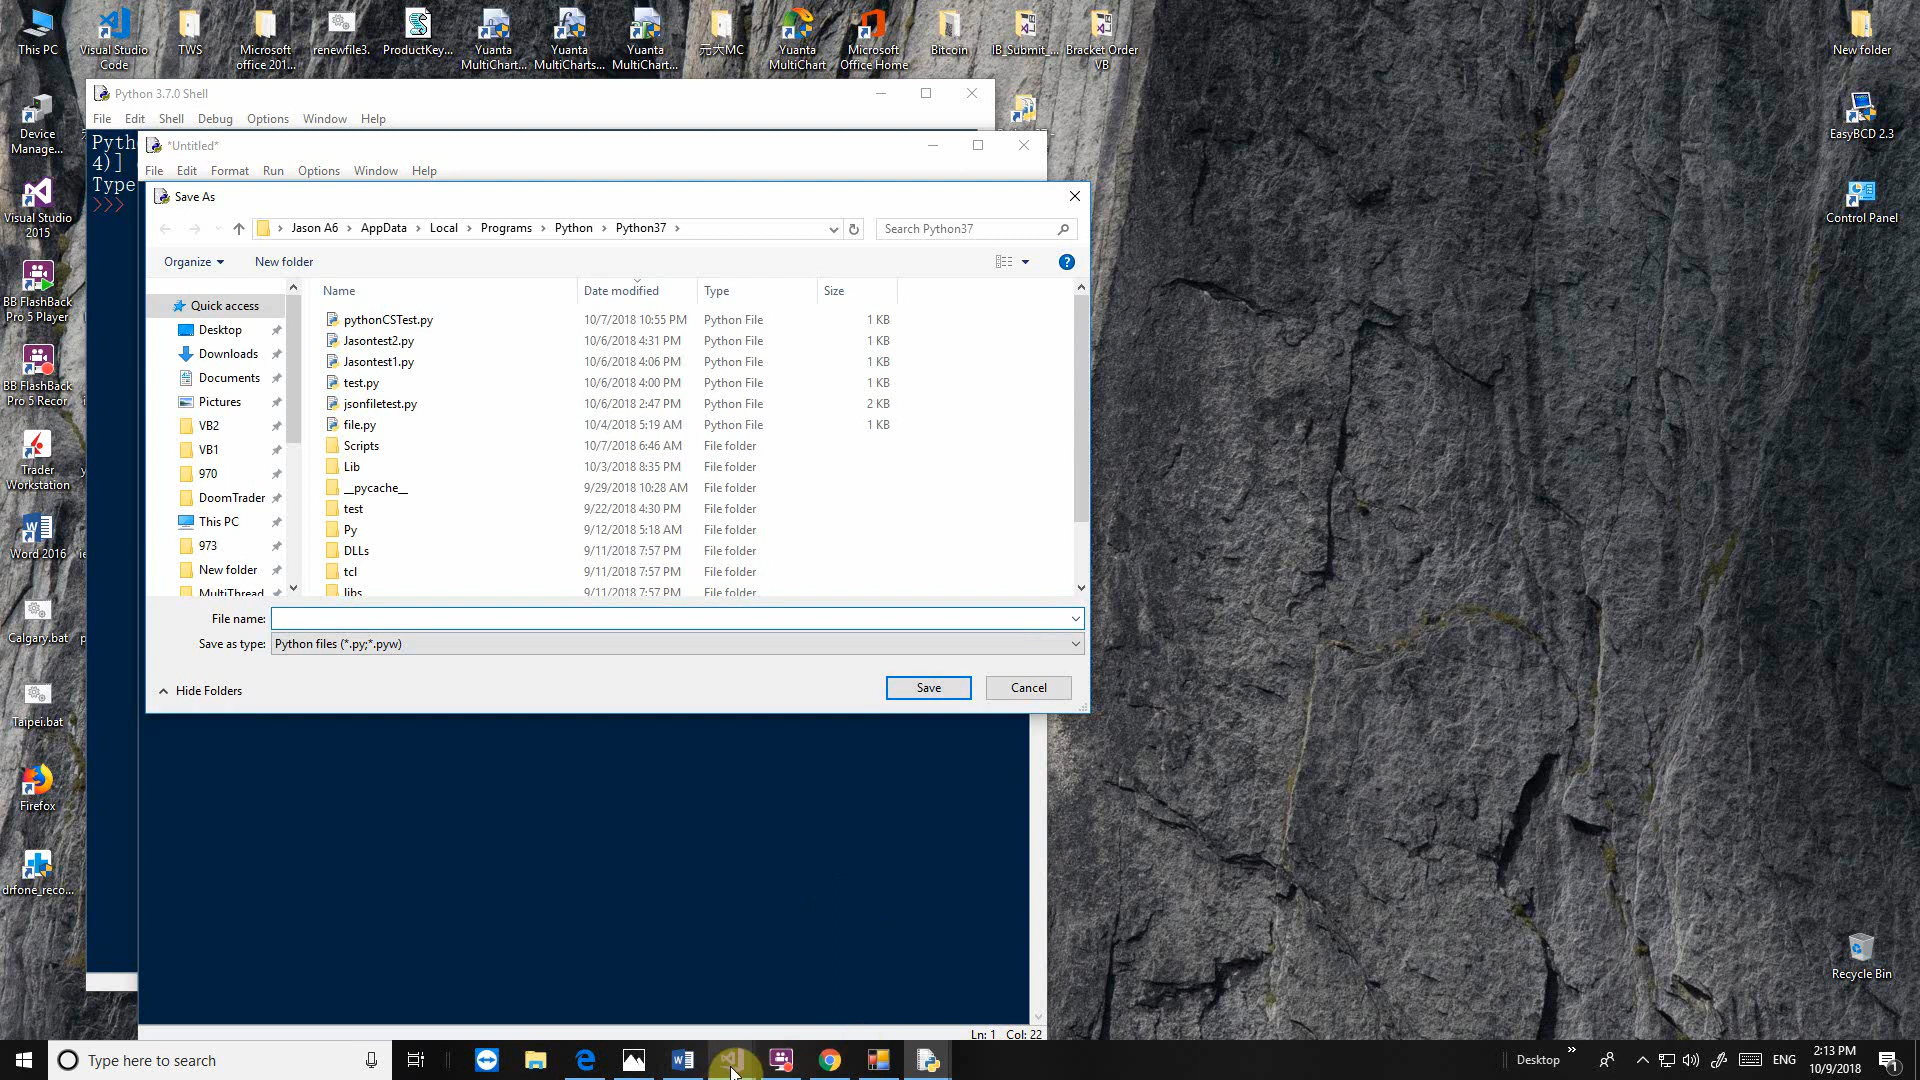 This PC
Visual Studio
Code
TWS
Microsoft
office 201...
renewfile3.
ProductKey...
Yuanta
MultiChart...
Yuanta
MultiCharts...
Yuanta
MultiChart...
元大MC
Yuanta
MultiChart
Microsoft
Office Home
Bitcoin
IB_Submit_...
Bracket Order
VB
New folder
Device
Manage...
Visual Studio
2015
BB FlashBack
Pro 5 Player
BB FlashBack
Pro 5 Recor
Trader
Workstation
Word 2016
Calgary.bat
Taipei.bat
Firefox
drfone_reco...
EasyBCD 2.3
Control Panel
Recycle Bin
Python 3.7.0 Shell
File Edit Shell Debug Options Window Help
Pyth
4)]
Type
>>>
*Untitled*
File Edit Format Run Options Window Help
Save As
Jason A6 > AppData > Local > Programs > Python > Python37 >
Search Python37
Organize
New folder
Quick access
Desktop
Downloads
Documents
Pictures
VB2
VB1
970
DoomTrader
This PC
973
New folder
MultiThread
Name Date modified Type Size
pythonCSTest.py 10/7/2018 10:55 PM Python File 1 KB
Jasontest2.py 10/6/2018 4:31 PM Python File 1 KB
Jasontest1.py 10/6/2018 4:06 PM Python File 1 KB
test.py 10/6/2018 4:00 PM Python File 1 KB
jsonfiletest.py 10/6/2018 2:47 PM Python File 2 KB
file.py 10/4/2018 5:19 AM Python File 1 KB
Scripts 10/7/2018 6:46 AM File folder
Lib 10/3/2018 8:35 PM File folder
__pycache__ 9/29/2018 10:28 AM File folder
test 9/22/2018 4:30 PM File folder
Py 9/12/2018 5:18 AM File folder
DLLs 9/11/2018 7:57 PM File folder
tcl 9/11/2018 7:57 PM File folder
libs 9/11/2018 7:57 PM File folder
File name:
Save as type: Python files (*.py;*.pyw)
Hide Folders
Save
Cancel
Ln: 1 Col: 22
Type here to search
Desktop
ENG
2:13 PM
10/9/2018
1